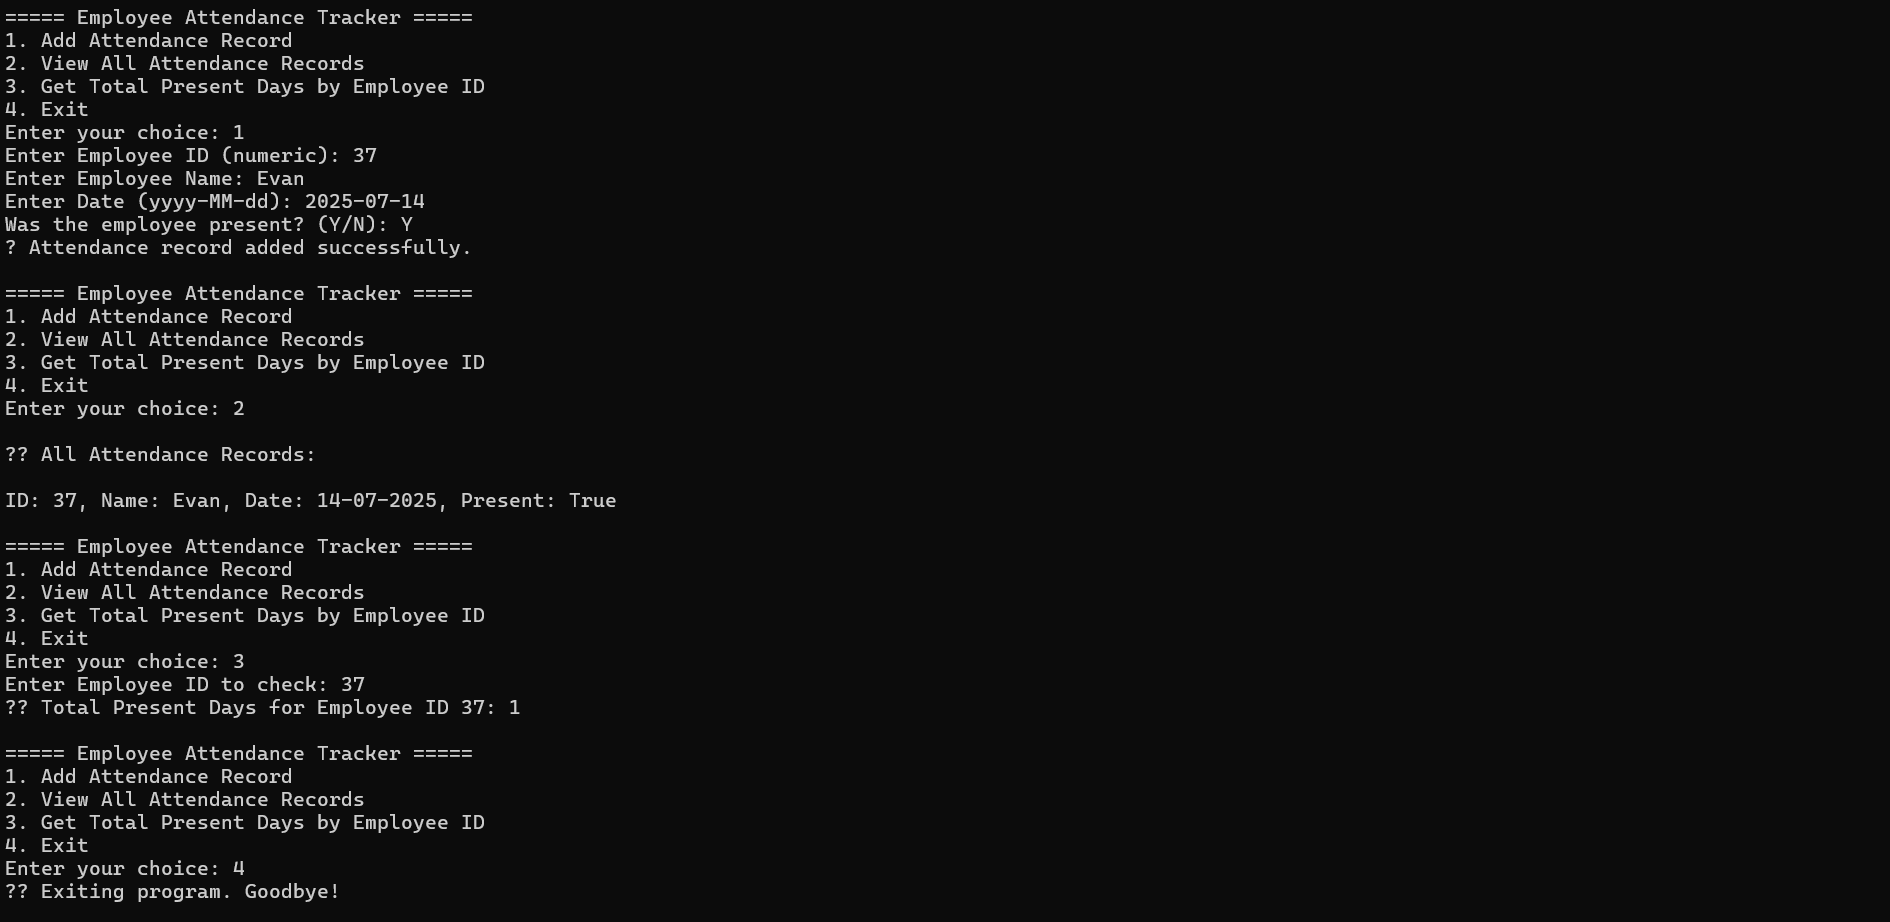 ===== Employee Attendance Tracker =====
1. Add Attendance Record
2. View All Attendance Records
3. Get Total Present Days by Employee ID
4. Exit
Enter your choice: 1
Enter Employee ID (numeric): 37
Enter Employee Name: Evan
Enter Date (yyyy-MM-dd): 2025-07-14
Was the employee present? (Y/N): Y
? Attendance record added successfully.

===== Employee Attendance Tracker =====
1. Add Attendance Record
2. View All Attendance Records
3. Get Total Present Days by Employee ID
4. Exit
Enter your choice: 2

?? All Attendance Records:

ID: 37, Name: Evan, Date: 14-07-2025, Present: True

===== Employee Attendance Tracker =====
1. Add Attendance Record
2. View All Attendance Records
3. Get Total Present Days by Employee ID
4. Exit
Enter your choice: 3
Enter Employee ID to check: 37
?? Total Present Days for Employee ID 37: 1

===== Employee Attendance Tracker =====
1. Add Attendance Record
2. View All Attendance Records
3. Get Total Present Days by Employee ID
4. Exit
Enter your choice: 4
?? Exiting program. Goodbye!